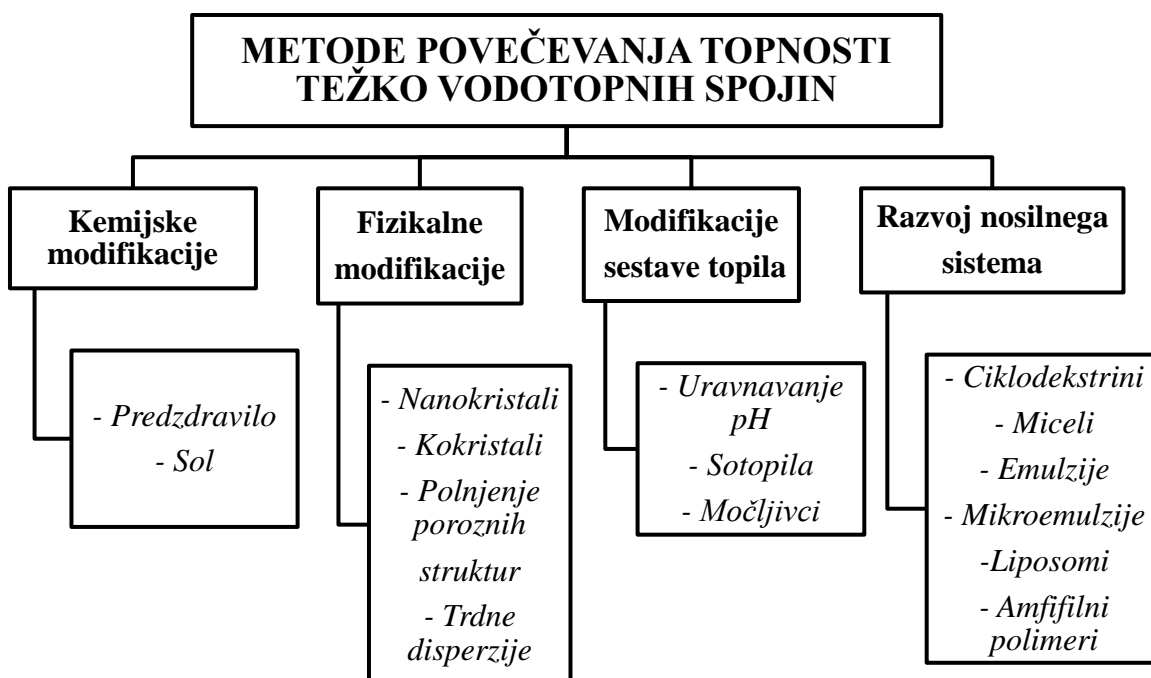 METODE POVEČEVANJA TOPNOSTI
TEŽKO VODOTOPNIH SPOJIN
Kemijske
modifikacije
- Predzdravilo
- Sol
Fizikalne
modifikacije
- Nanokristali
- Kokristali
- Polnjenje
poroznih
struktur
- Trdne
disperzije
Modifikacije
sestave topila
- Uravnavanje
pH
- Sotopila
- Močljivci
Razvoj nosilnega
sistema
- Ciklodekstrini
- Miceli
- Emulzije
- Mikroemulzije
-Liposomi
- Amfifilni
polimeri